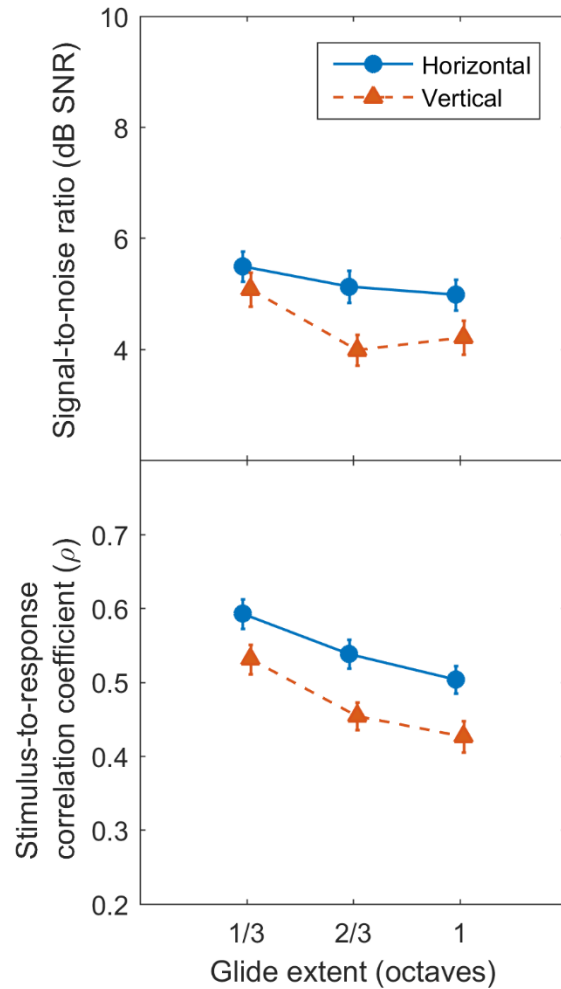 10
8
6
4
Signal-to-noise ratio (dB SNR)
Horizontal
Vertical
0.7
0.6
0.5
0.4
0.3
0.2
Stimulus-to-response
correlation coefficient (ρ)
1/3 2/3 1
Glide extent (octaves)